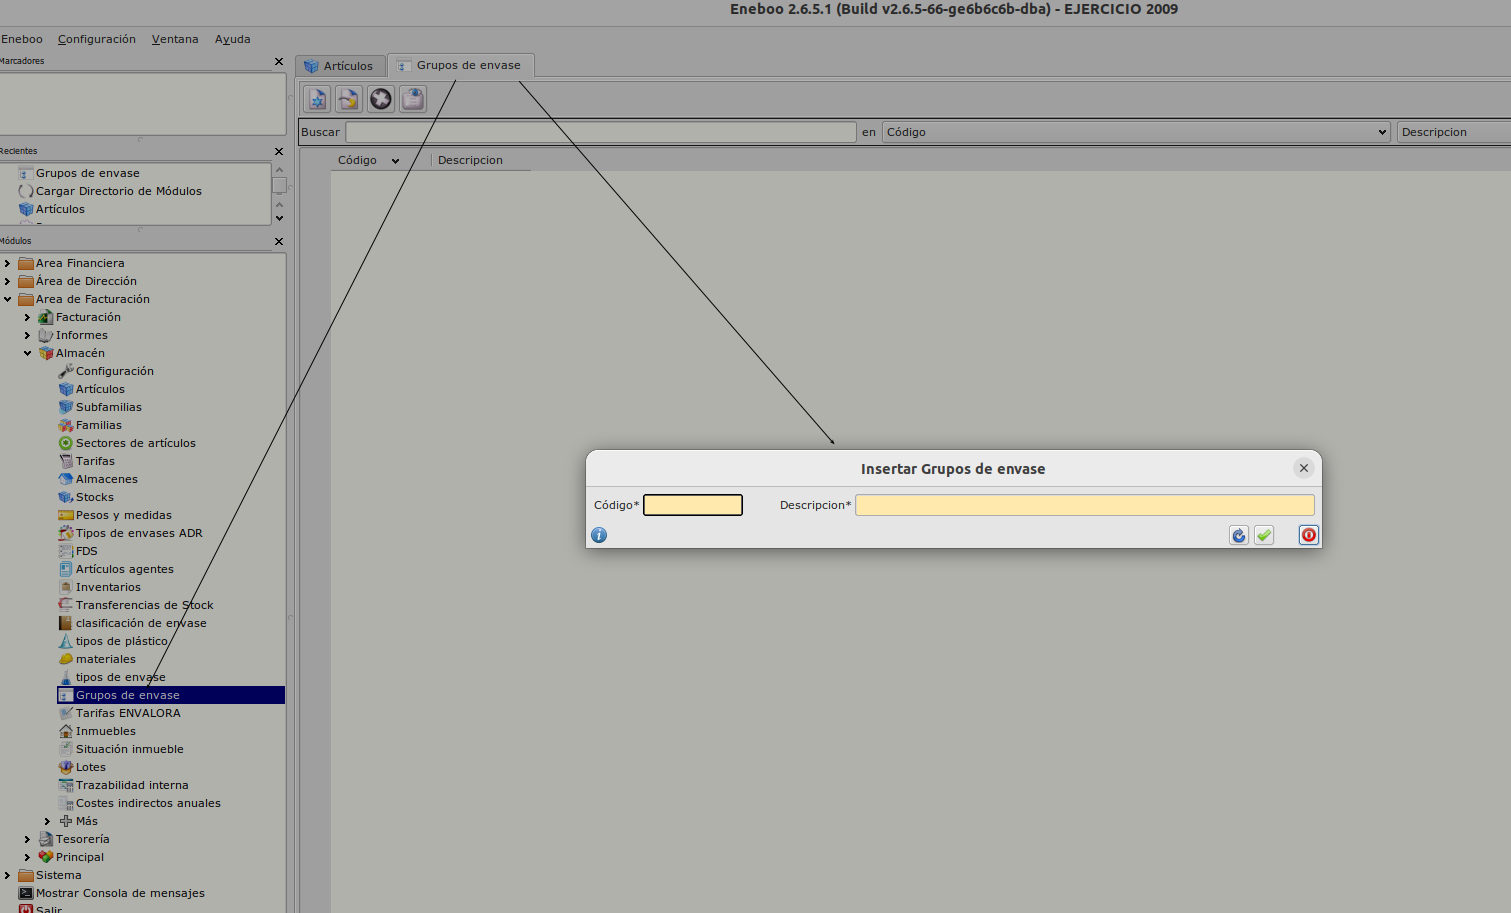 Eneboo 2.6.5.1 (Build v2.6.5-66-ge6b6c6b-dba) - EJERCICIO 2009
Eneboo Configuración Ventana Ayuda
Marcadores
Recientes
Grupos de envase
Cargar Directorio de Módulos
Artículos
Módulos
Area Financiera
Área de Dirección
Area de Facturación
Facturación
Informes
Almacén
Configuración
Artículos
Subfamilias
Familias
Sectores de artículos
Tarifas
Almacenes
Stocks
Pesos y medidas
Tipos de envases ADR
FDS
Artículos agentes
Inventarios
Transferencias de Stock
clasificación de envase
tipos de plástico
materiales
tipos de envase
Grupos de envase
Tarifas ENVALORA
Inmuebles
Situación inmueble
Lotes
Trazabilidad interna
Costes indirectos anuales
Más
Tesorería
Principal
Sistema
Mostrar Consola de mensajes
Salir
Artículos Grupos de envase
Buscar en Código Descripcion
Código Descripcion
Insertar Grupos de envase
Código* Descripcion*